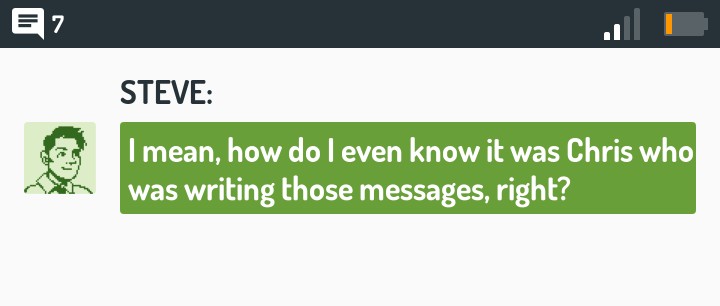 7
STEVE:
I mean, how do I even know it was Chris who
was writing those messages, right?